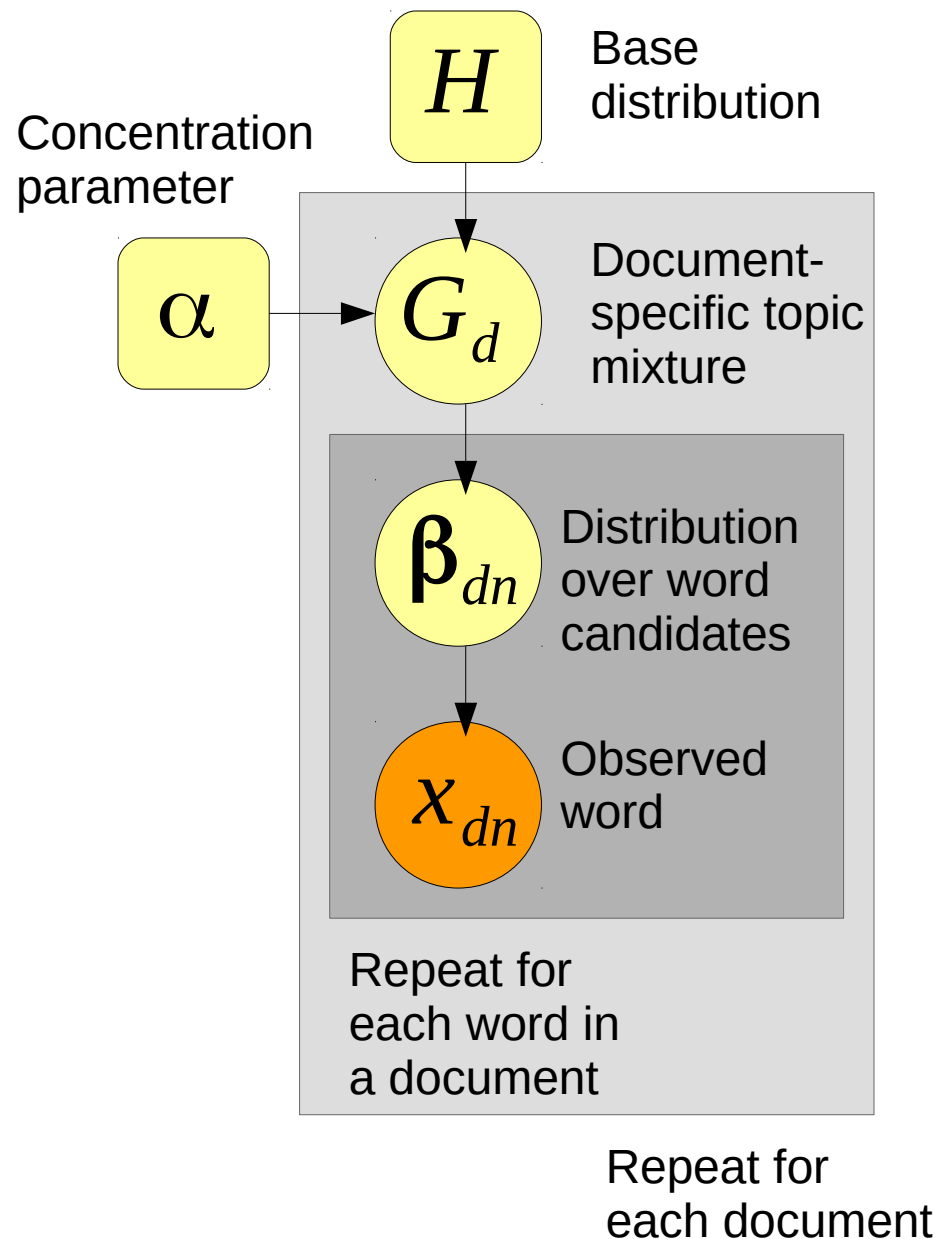 H
Base
distribution
Concentration
parameter
α
G_d
Document-
specific topic
mixture
β_dn
Distribution
over word
candidates
x_dn
Observed
word
Repeat for
each word in
a document
Repeat for
each document